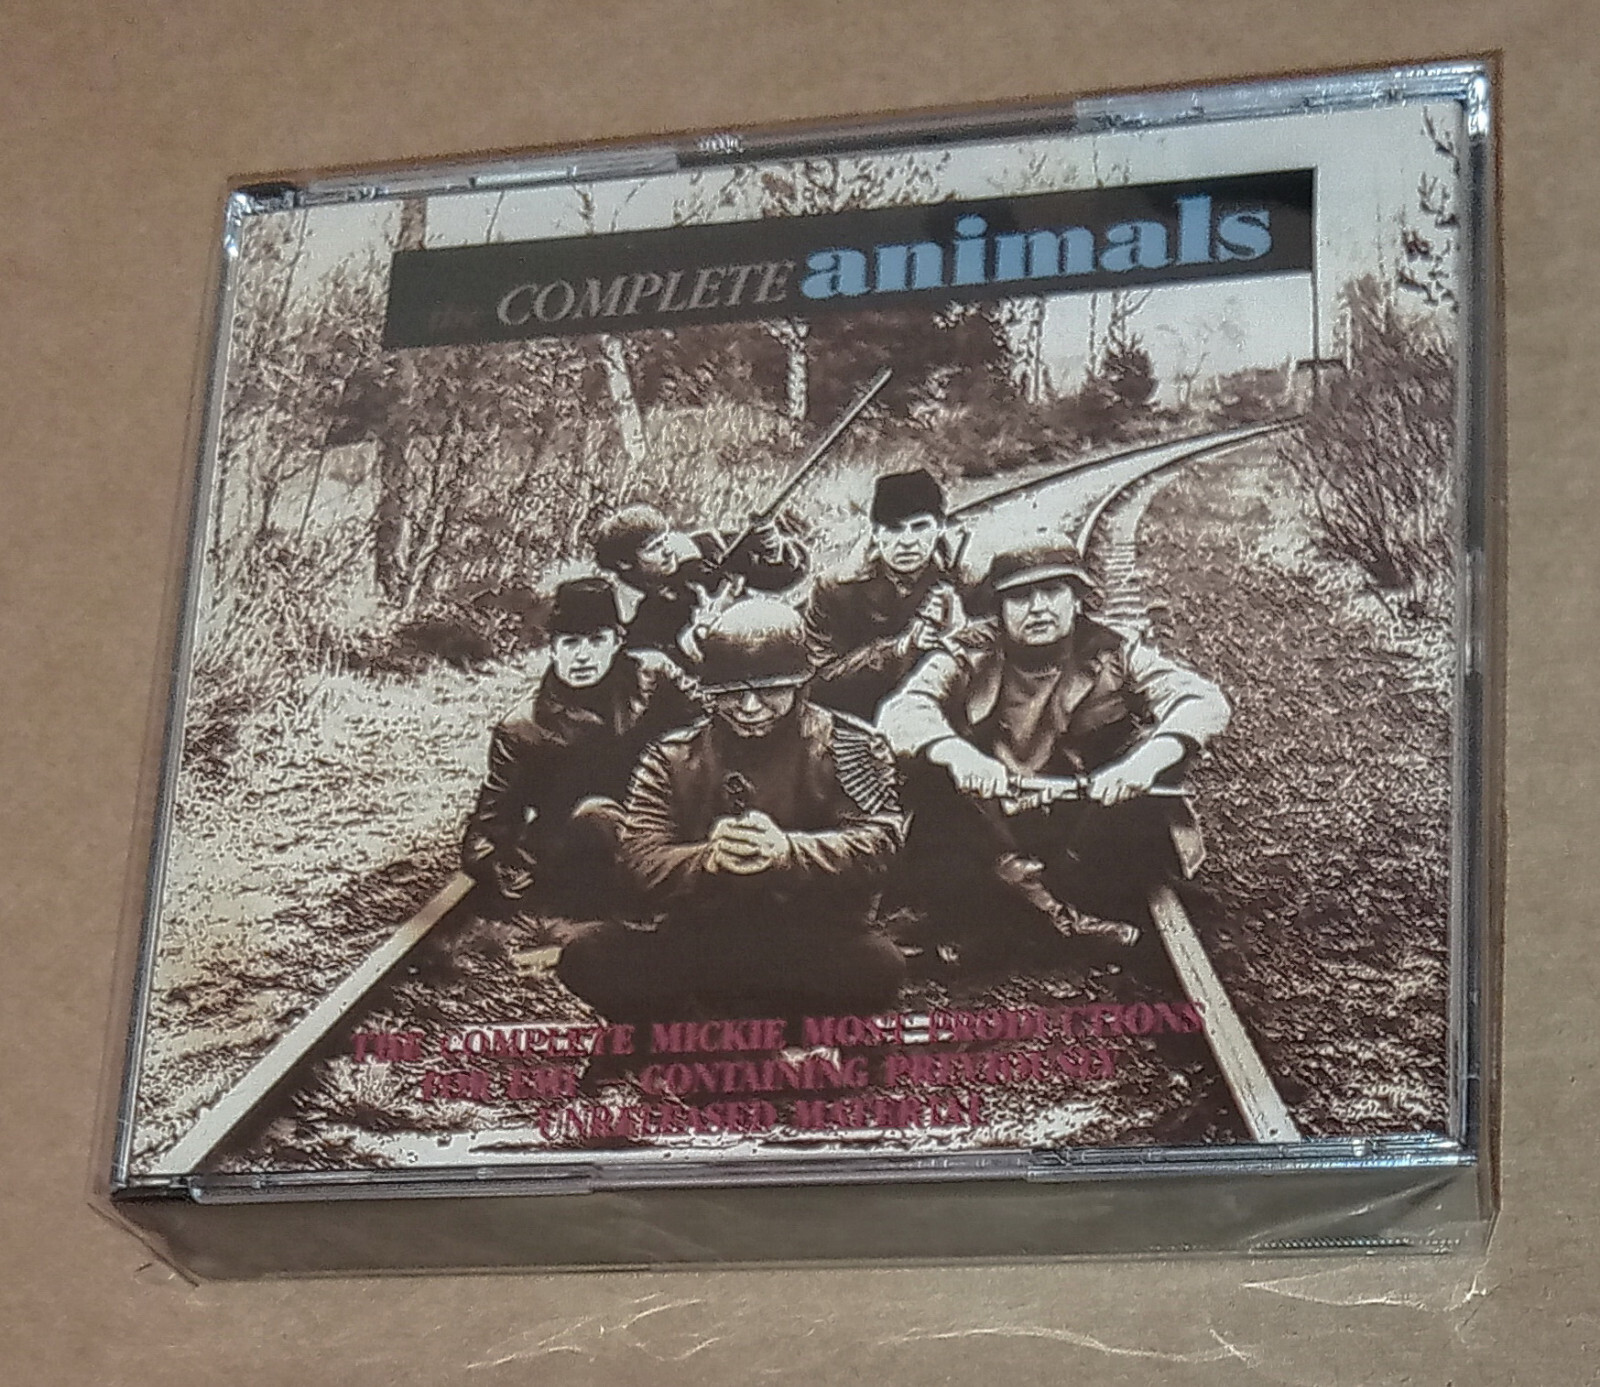 the COMPLETE animals
THE COMPLETE MICKIE MOST PRODUCTIONS
FOR EMI - CONTAINING PREVIOUSLY
UNRELEASED MATERIAL